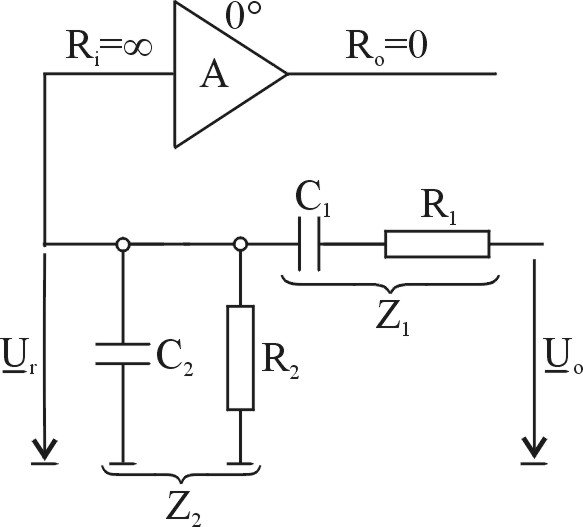 0°
Rᵢ=∞
A
Rₒ=0
C₁
R₁
Z₁
U̲ᵣ
C₂
R₂
U̲ₒ
Z₂